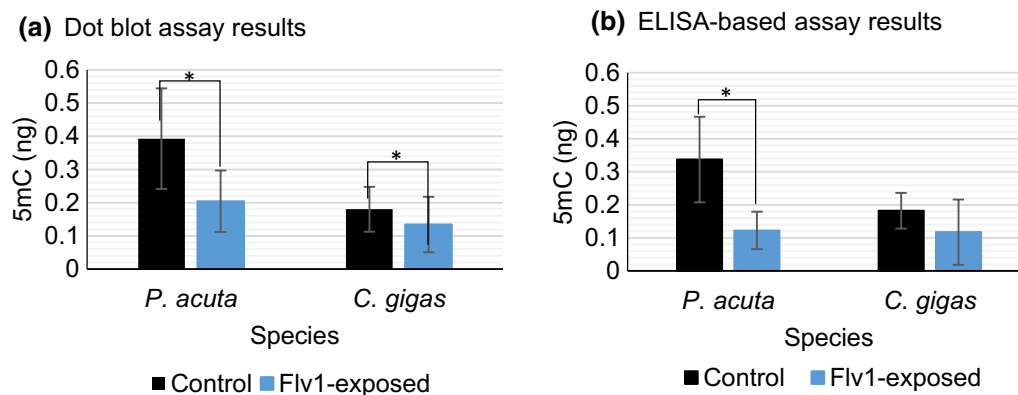 (a) Dot blot assay results
0.6
0.5
0.4
0.3
0.2
0.1
0
5mC (ng)
*
*
P. acuta
C. gigas
Species
Control
Flv1-exposed
(b) ELISA-based assay results
0.6
0.5
0.4
0.3
0.2
0.1
0
5mC (ng)
*
P. acuta
C. gigas
Species
Control
Flv1-exposed